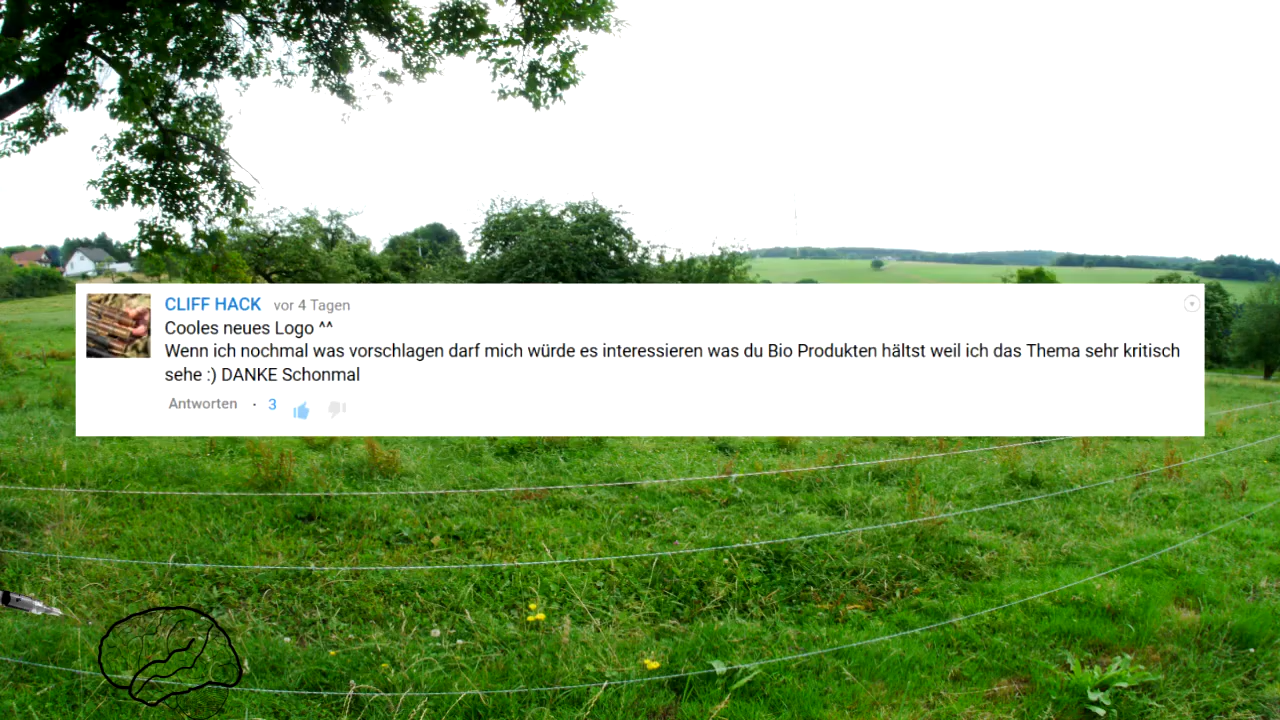 CLIFF HACK vor 4 Tagen
Cooles neues Logo ^^
Wenn ich nochmal was vorschlagen darf mich würde es interessieren was du Bio Produkten hältst weil ich das Thema sehr kritisch
sehe :) DANKE Schonmal
Antworten · 3